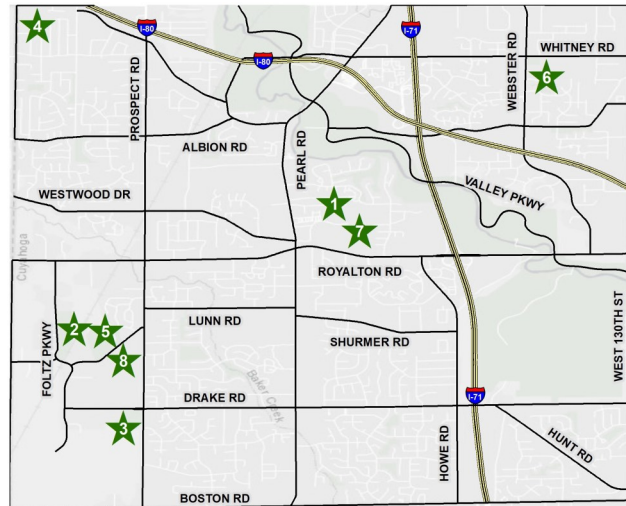 4
I-80
I-71
WEBSTER RD
WHITNEY RD
PROSPECT RD
I-80
6
ALBION RD
PEARL RD
WESTWOOD DR
VALLEY PKWY
1
7
Cuyahoga
ROYALTON RD
2
5
LUNN RD
SHURMER RD
WEST 130TH ST
FOLTZ PKWY
8
Baker Creek
DRAKE RD
I-71
3
HOWE RD
HUNT RD
BOSTON RD